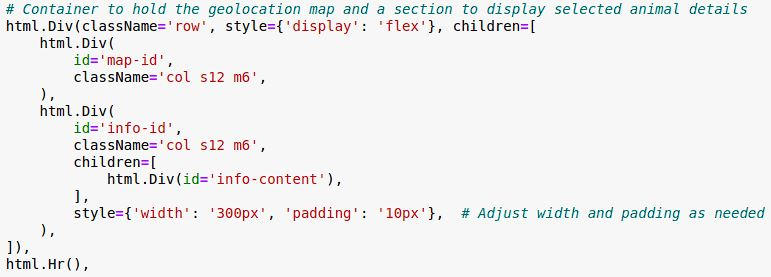 # Container to hold the geolocation map and a section to display selected animal details
html.Div(className='row', style={'display': 'flex'}, children=[
    html.Div(
        id='map-id',
        className='col s12 m6',
    ),
    html.Div(
        id='info-id',
        className='col s12 m6',
        children=[
            html.Div(id='info-content'),
        ],
        style={'width': '300px', 'padding': '10px'},  # Adjust width and padding as needed
    ),
]),
html.Hr(),